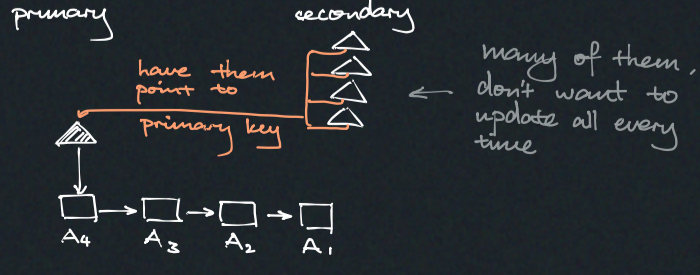 primary
secondary
have them
point to
primary key
many of them,
don't want to
update all every
time
A4
A3
A2
A1